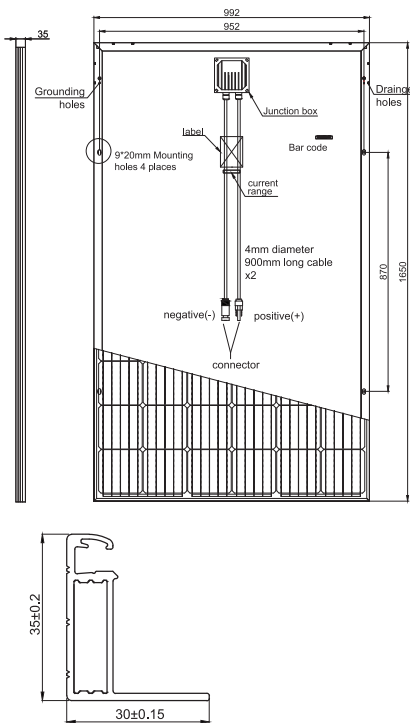 992
35
952
Grounding
holes
Drainge
holes
Junction box
label
Bar code
9*20mm Mounting
holes 4 places
current
range
4mm diameter
900mm long cable
x2
870
1650
negative(-)
positive(+)
connector
35±0.2
30±0.15